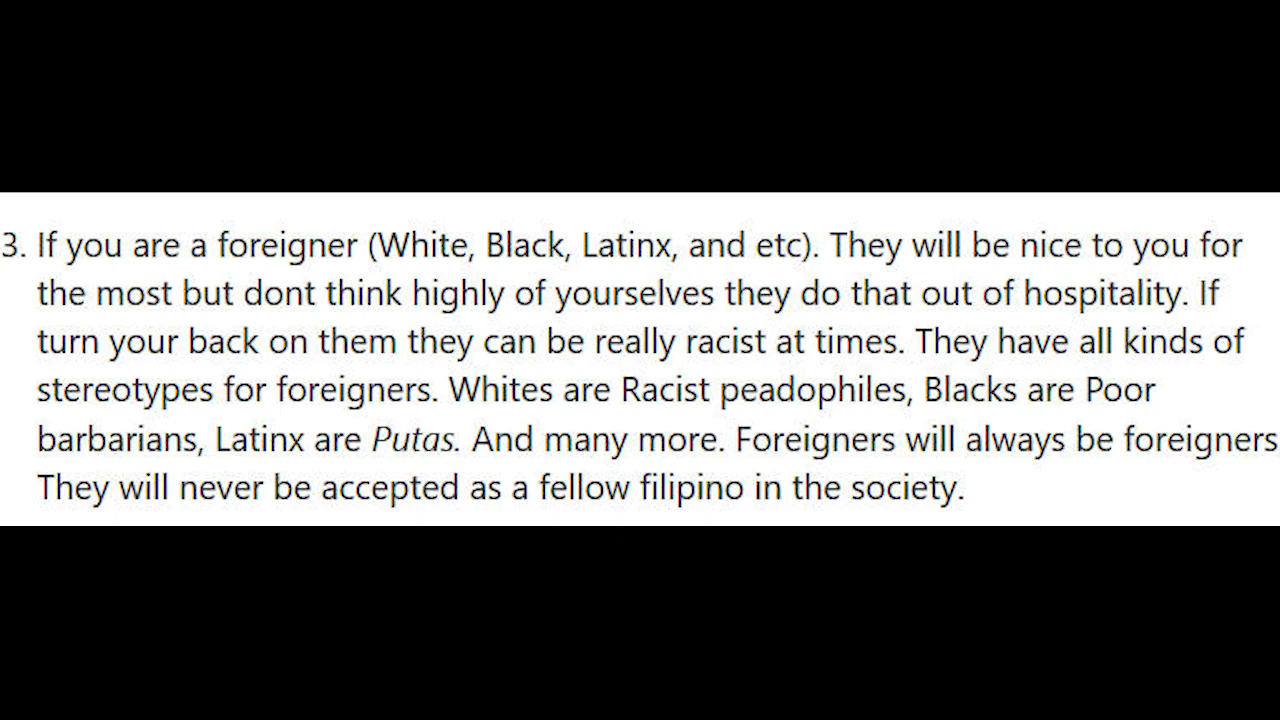 3. If you are a foreigner (White, Black, Latinx, and etc). They will be nice to you for
the most but dont think highly of yourselves they do that out of hospitality. If
turn your back on them they can be really racist at times. They have all kinds of
stereotypes for foreigners. Whites are Racist peadophiles, Blacks are Poor
barbarians, Latinx are Putas. And many more. Foreigners will always be foreigners
They will never be accepted as a fellow filipino in the society.